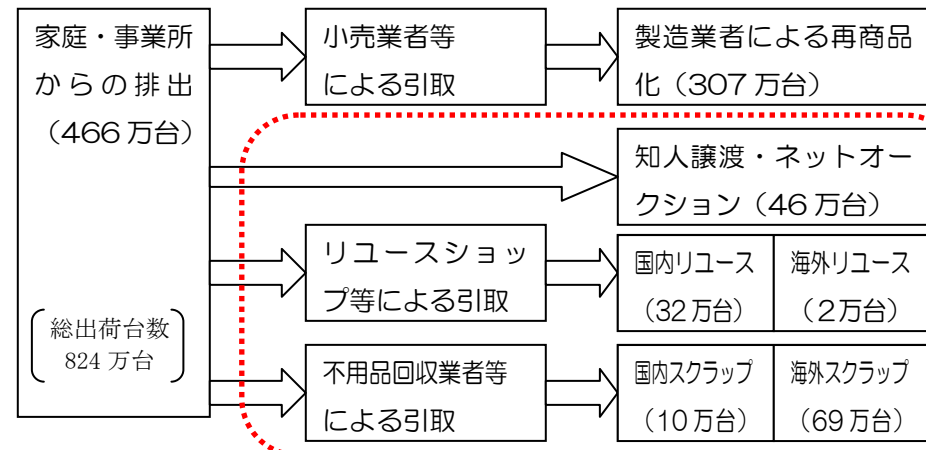 家庭・事業所
からの排出
（466万台）
総出荷台数
824万台
小売業者等
による引取
製造業者による再商品
化（307万台）
知人譲渡・ネットオー
クション（46万台）
リユースショッ
プ等による引取
国内リユース
（32万台）
海外リユース
（2万台）
不用品回収業者等
による引取
国内スクラップ
（10万台）
海外スクラップ
（69万台）